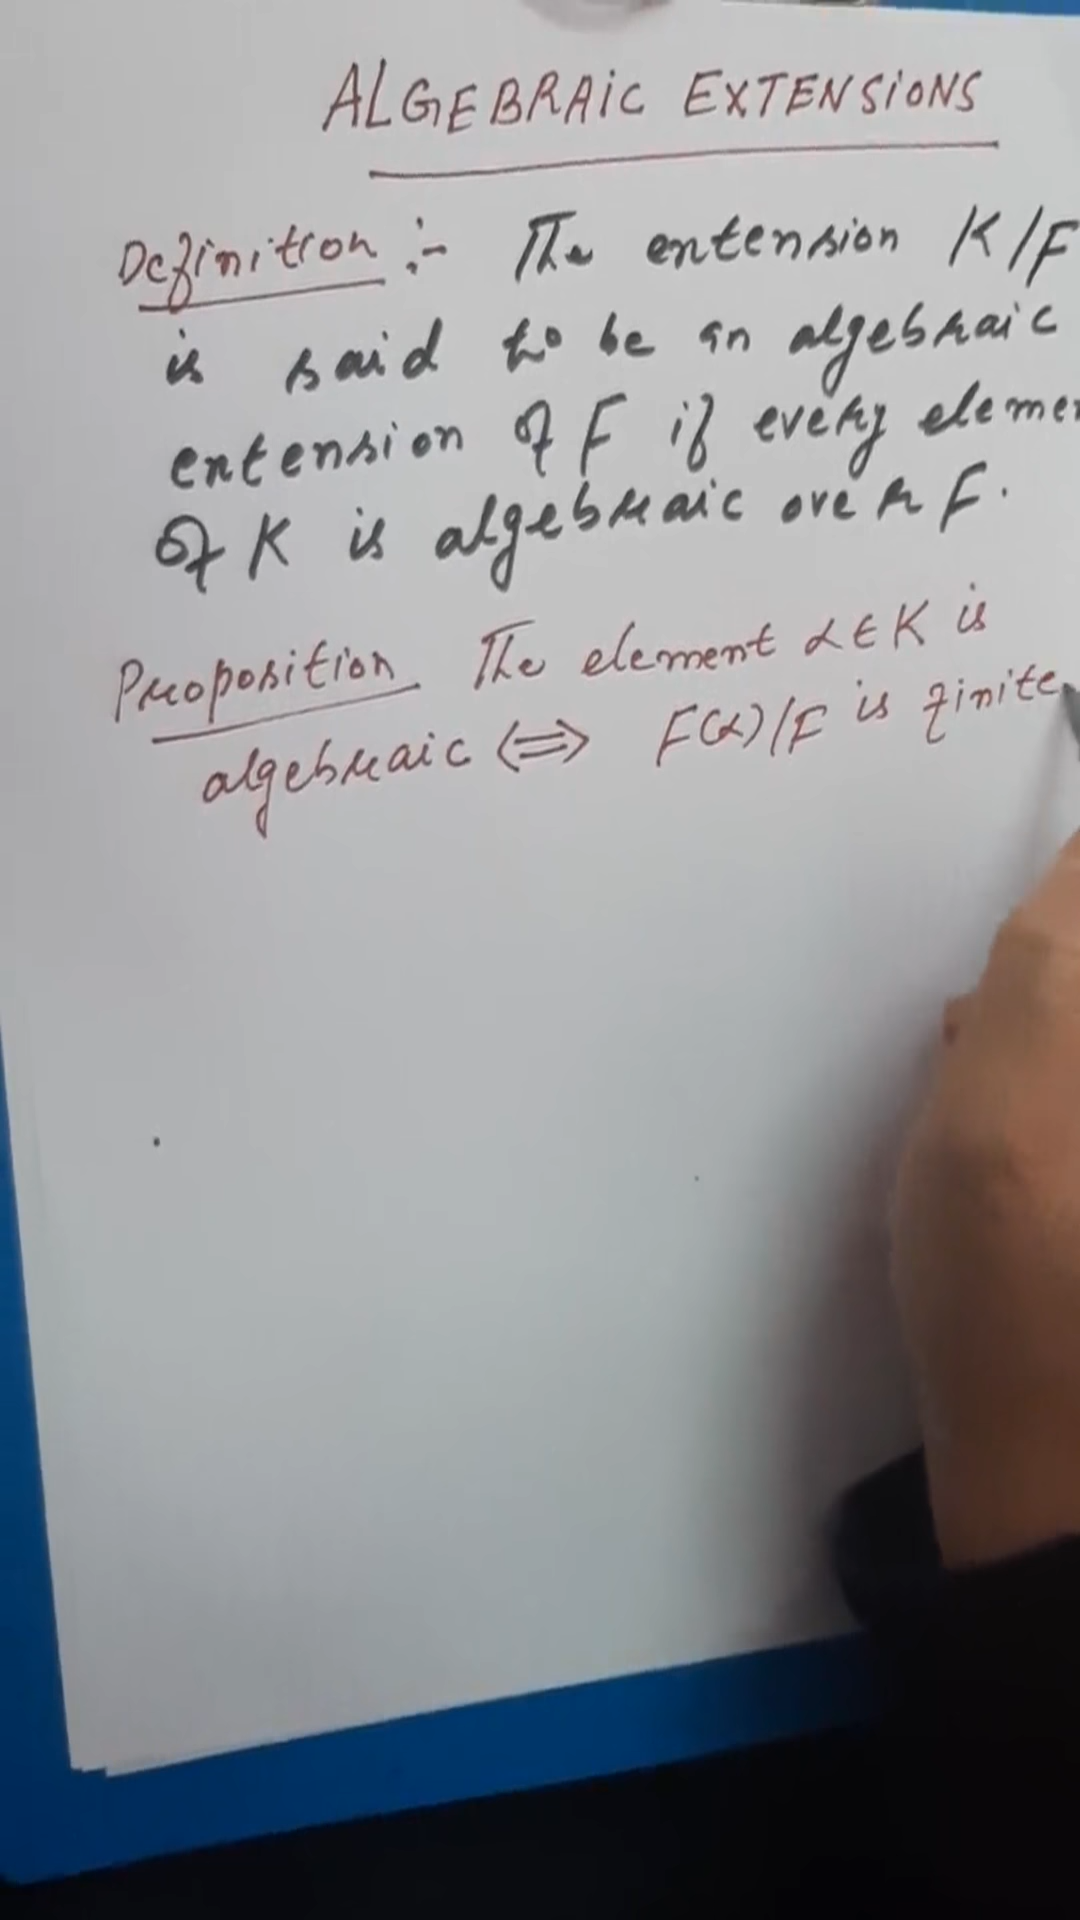 ALGEBRAIC EXTENSIONS
Definition :- The extension K/F
is said to be an algebraic
extension of F if every elemen
of K is algebraic over F.
Proposition The element α∈K is
algebraic ⟺ F(α)/F is finite